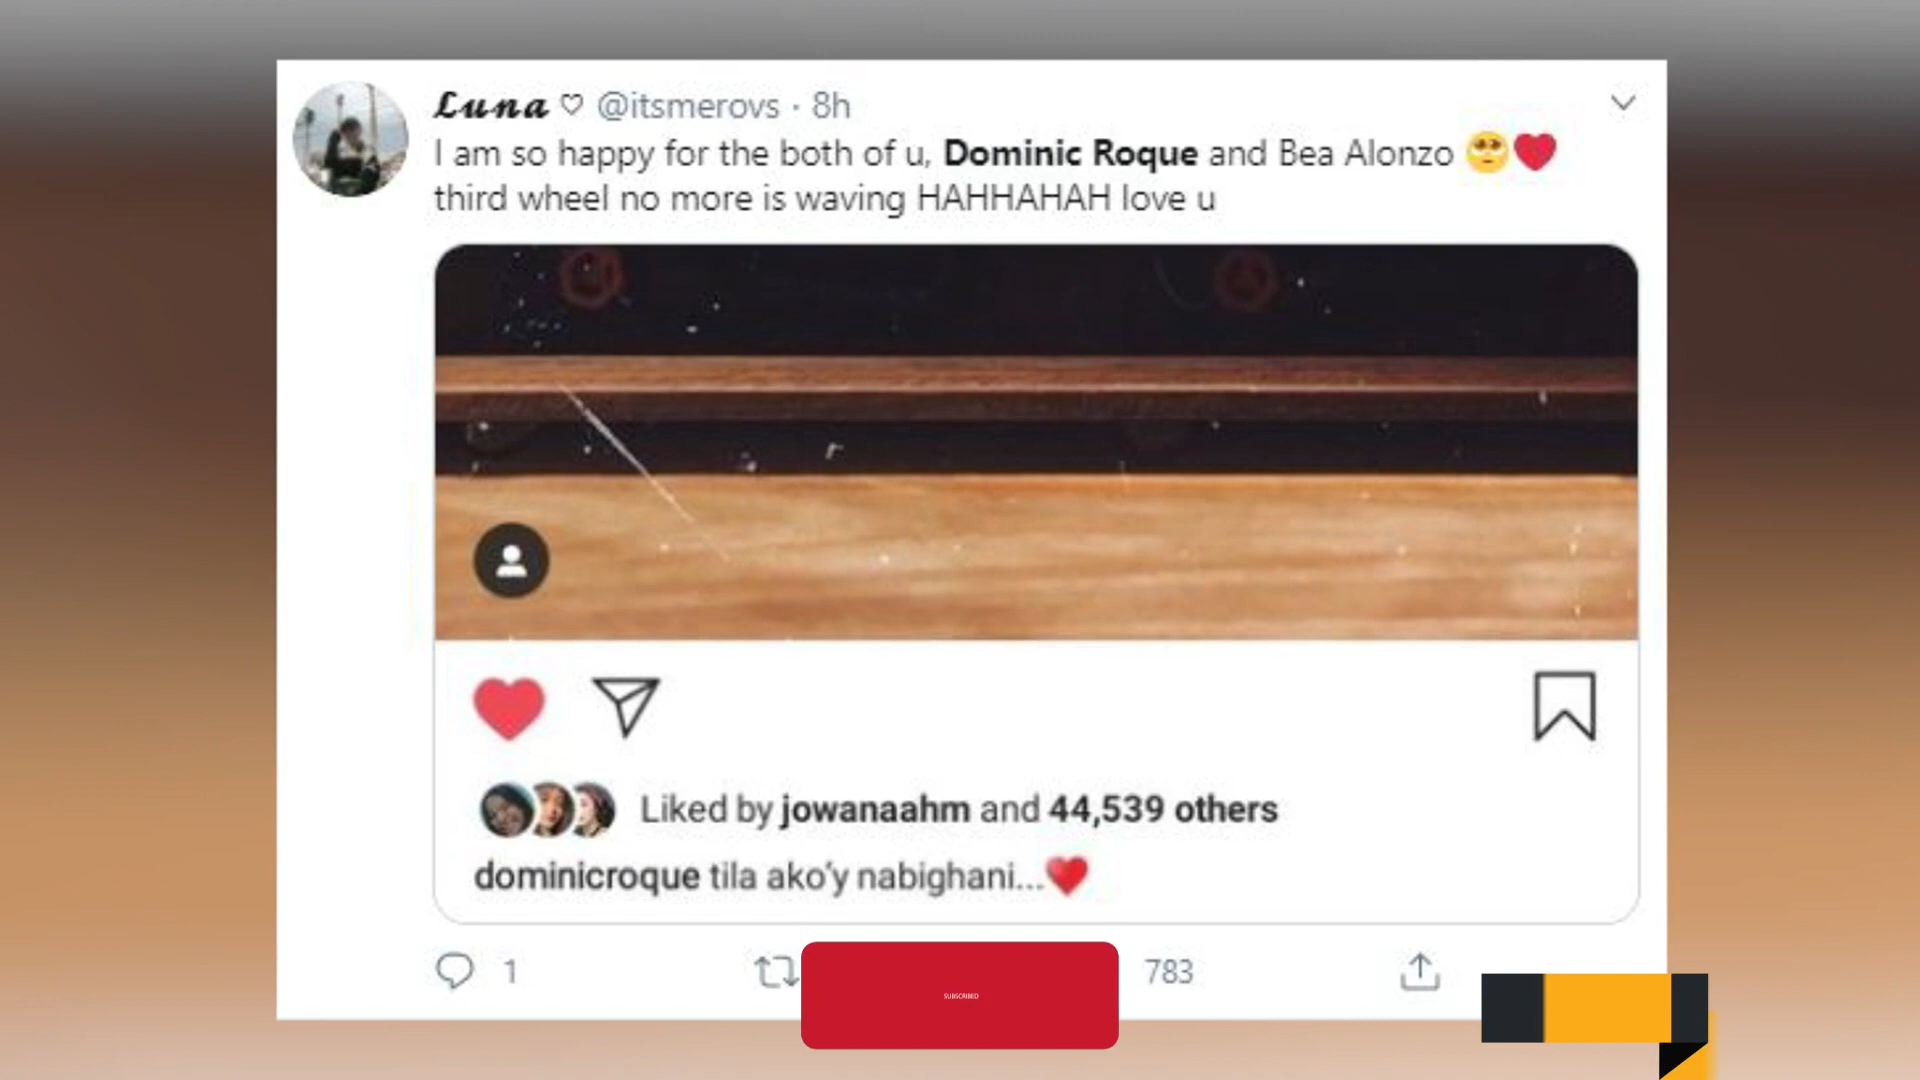 Luna ♡ @itsmerovs · 8h
I am so happy for the both of u, Dominic Roque and Bea Alonzo 🥺❤️
third wheel no more is waving HAHHAHAH love u
Liked by jowanaahm and 44,539 others
dominicroque tila ako'y nabighani...❤️
1
783
SUBSCRIBED